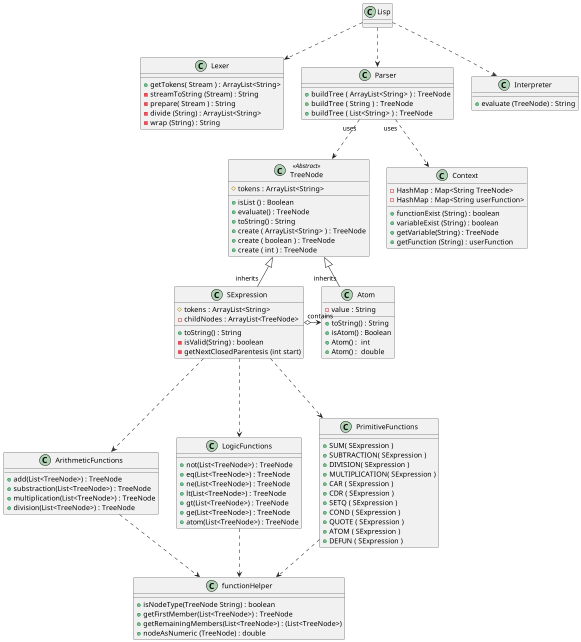 C Lisp
C Lexer
getTokens( Stream ) : ArrayList<String>
streamToString (Stream) : String
prepare( Stream ) : String
divide (String) : ArrayList<String>
wrap (String) : String
C Parser
buildTree ( ArrayList<String> ) : TreeNode
buildTree ( String ) : TreeNode
buildTree ( List<String> ) : TreeNode
C Interpreter
evaluate (TreeNode) : String
uses
uses
C «Abstract»
TreeNode
tokens : ArrayList<String>
isList () : Boolean
evaluate() : TreeNode
toString() : String
create ( ArrayList<String> ) : TreeNode
create ( boolean ) : TreeNode
create ( int ) : TreeNode
C Context
HashMap : Map<String TreeNode>
HashMap : Map<String userFunction>
functionExist (String) : boolean
variableExist (String) : boolean
getVariable(String) : TreeNode
getFunction (String) : userFunction
inherits
inherits
C SExpression
tokens : ArrayList<String>
childNodes : ArrayList<TreeNode>
toString() : String
isValid(String) : boolean
getNextClosedParentesis (int start)
contains
C Atom
value : String
toString() : String
isAtom() : Boolean
Atom() : int
Atom() : double
C ArithmeticFunctions
add(List<TreeNode>) : TreeNode
substraction(List<TreeNode>) : TreeNode
multiplication(List<TreeNode>) : TreeNode
division(List<TreeNode>) : TreeNode
C LogicFunctions
not(List<TreeNode>) : TreeNode
eq(List<TreeNode>) : TreeNode
ne(List<TreeNode>) : TreeNode
lt(List<TreeNode>) : TreeNode
gt(List<TreeNode>) : TreeNode
ge(List<TreeNode>) : TreeNode
atom(List<TreeNode>) : TreeNode
C PrimitiveFunctions
SUM( SExpression )
SUBTRACTION( SExpression )
DIVISION( SExpression )
MULTIPLICATION( SExpression )
CAR ( SExpression )
CDR ( SExpression )
SETQ ( SExpression )
COND ( SExpression )
QUOTE ( SExpression )
ATOM ( SExpression )
DEFUN ( SExpression )
C functionHelper
isNodeType(TreeNode String) : boolean
getFirstMember(List<TreeNode>) : TreeNode
getRemainingMembers(List<TreeNode>) : (List<TreeNode>)
nodeAsNumeric (TreeNode) : double